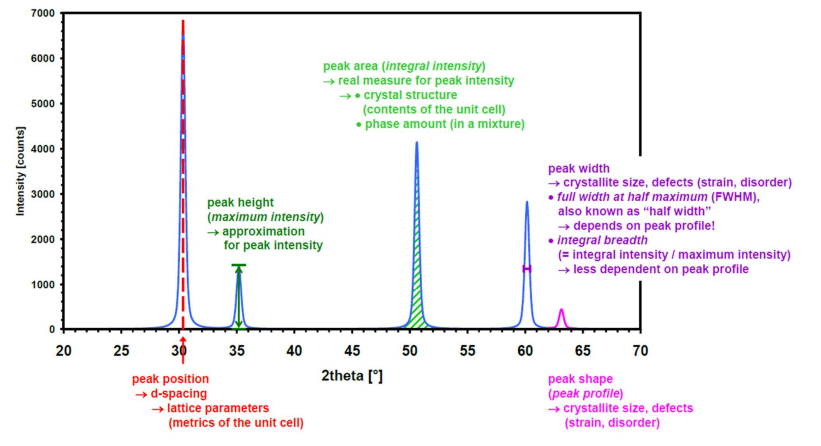 7000
6000
5000
4000
3000
2000
1000
0
Intensity [counts]
20 25 30 35 40 45 50 55 60 65 70
2theta [°]
peak area (integral intensity)
→ real measure for peak intensity
→ • crystal structure
(contents of the unit cell)
• phase amount (in a mixture)
peak height
(maximum intensity)
→ approximation
for peak intensity
peak width
→ crystallite size, defects (strain, disorder)
• full width at half maximum (FWHM),
also known as “half width”
→ depends on peak profile!
• integral breadth
(= integral intensity / maximum intensity)
→ less dependent on peak profile
peak position
→ d-spacing
→ lattice parameters
(metrics of the unit cell)
peak shape
(peak profile)
→ crystallite size, defects
(strain, disorder)